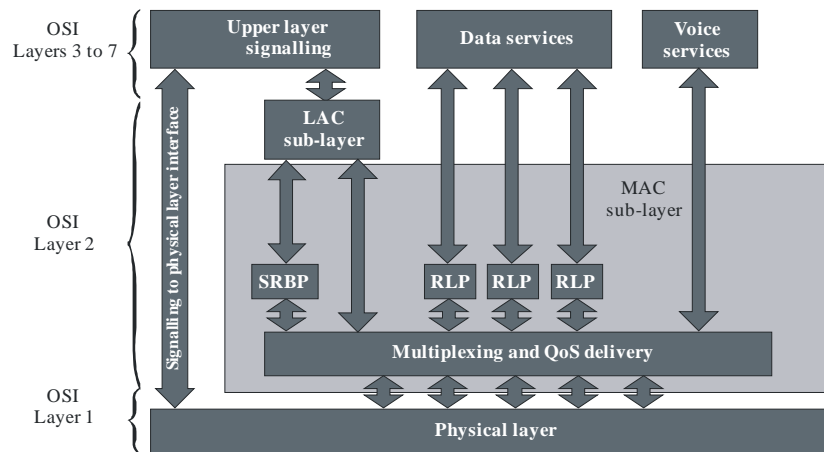 OSI
Layers 3 to 7
Upper layer
signalling
Data services
Voice
services
LAC
sub-layer
Signalling to physical layer interface
MAC
sub-layer
OSI
Layer 2
SRBP
RLP
RLP
RLP
Multiplexing and QoS delivery
OSI
Layer 1
Physical layer